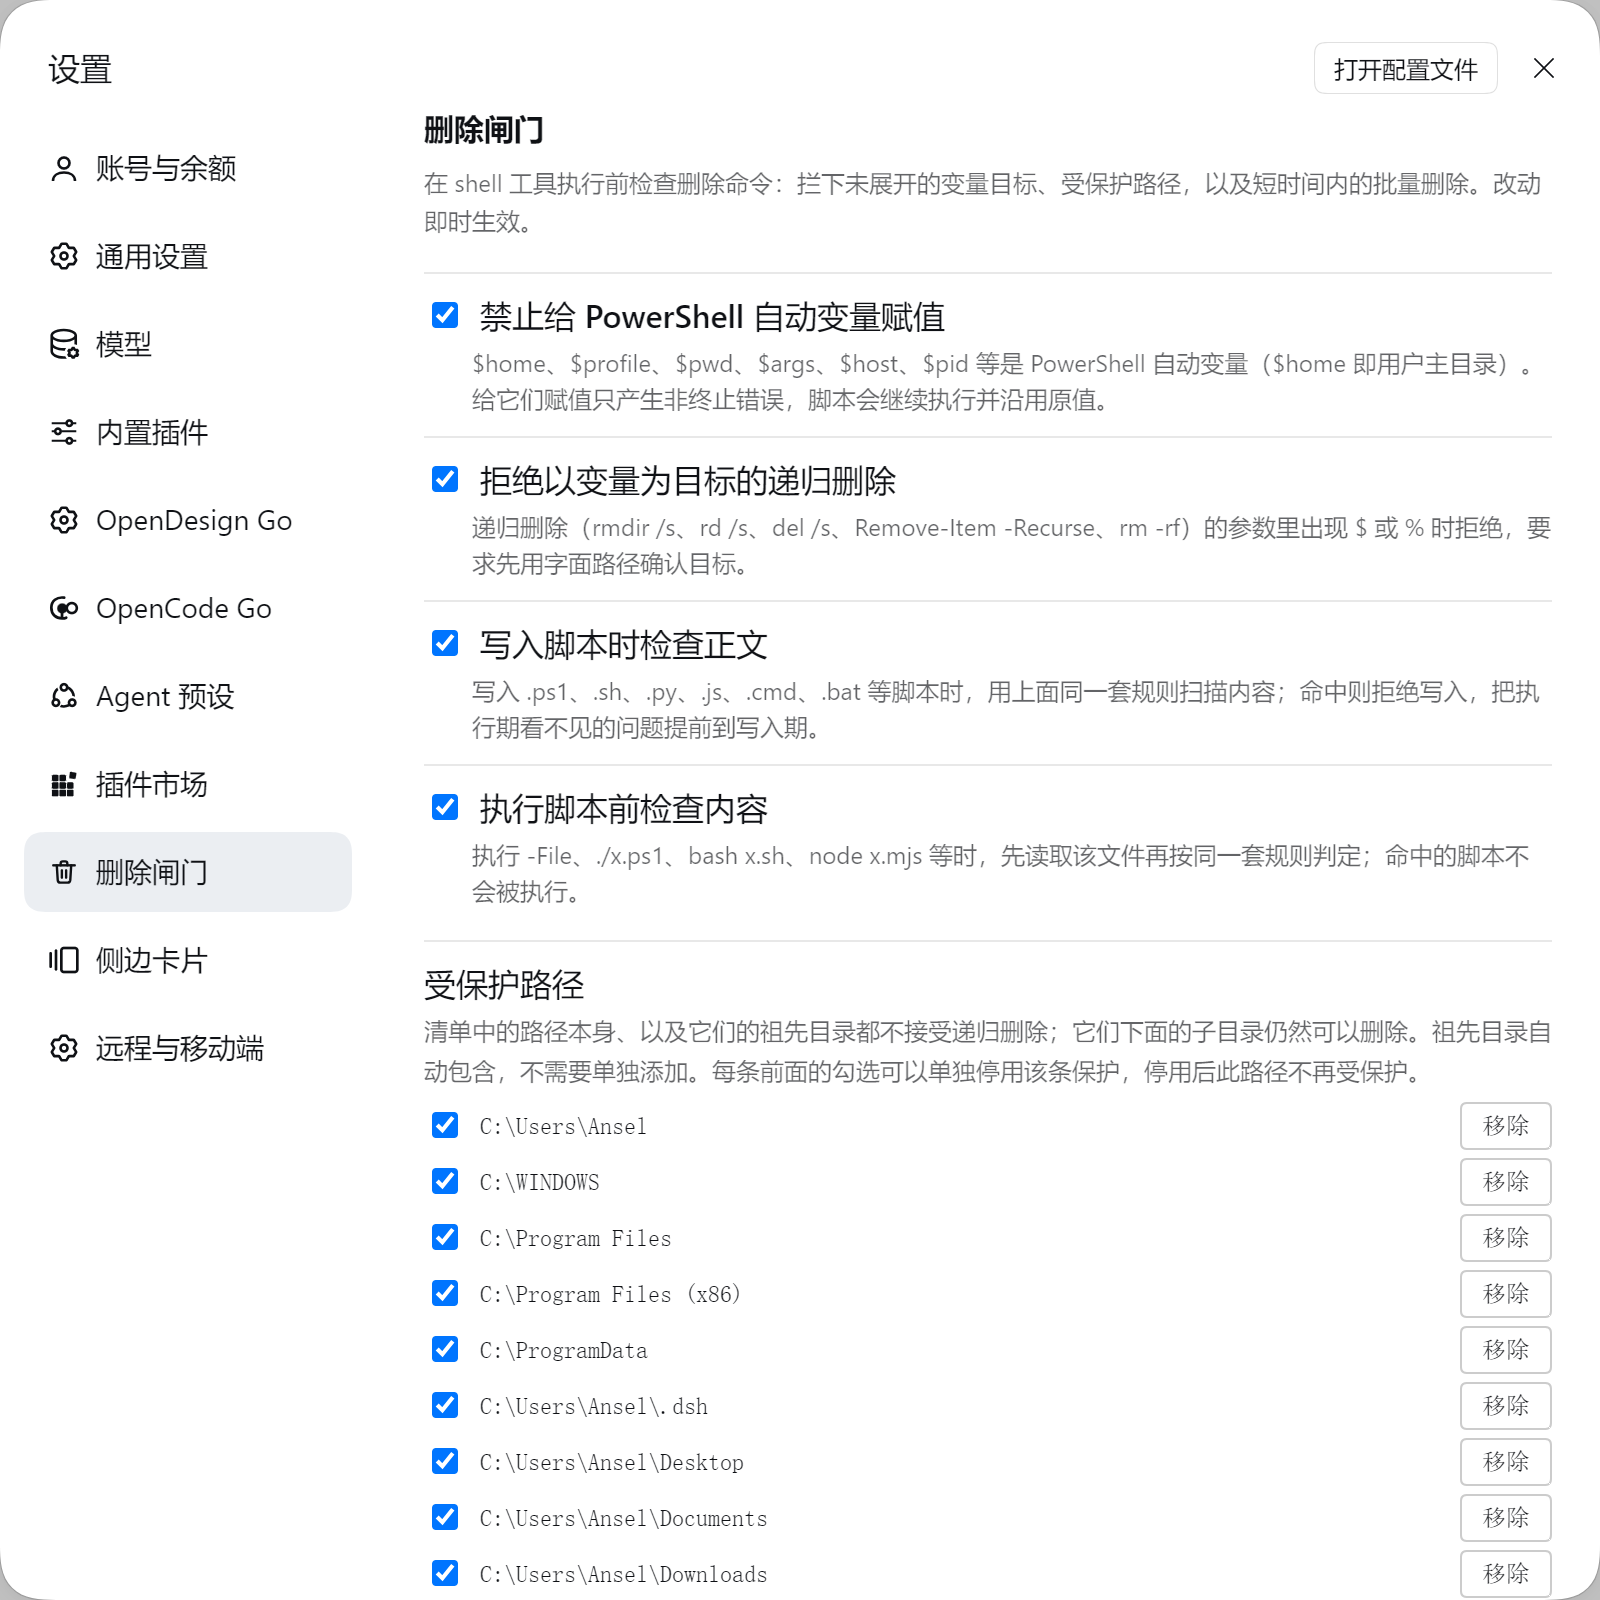 设置
打开配置文件
账号与余额
通用设置
模型
内置插件
OpenDesign Go
OpenCode Go
Agent 预设
插件市场
删除闸门
侧边卡片
远程与移动端
删除闸门
在 shell 工具执行前检查删除命令：拦下未展开的变量目标、受保护路径，以及短时间内的批量删除。改动
即时生效。
禁止给 PowerShell 自动变量赋值
$home、$profile、$pwd、$args、$host、$pid 等是 PowerShell 自动变量（$home 即用户主目录）。
给它们赋值只产生非终止错误，脚本会继续执行并沿用原值。
拒绝以变量为目标的递归删除
递归删除（rmdir /s、rd /s、del /s、Remove-Item -Recurse、rm -rf）的参数里出现 $ 或 % 时拒绝，要
求先用字面路径确认目标。
写入脚本时检查正文
写入 .ps1、.sh、.py、.js、.cmd、.bat 等脚本时，用上面同一套规则扫描内容；命中则拒绝写入，把执
行期看不见的问题提前到写入期。
执行脚本前检查内容
执行 -File、./x.ps1、bash x.sh、node x.mjs 等时，先读取该文件再按同一套规则判定；命中的脚本不
会被执行。
受保护路径
清单中的路径本身、以及它们的祖先目录都不接受递归删除；它们下面的子目录仍然可以删除。祖先目录自
动包含，不需要单独添加。每条前面的勾选可以单独停用该条保护，停用后此路径不再受保护。
C:\Users\Ansel 移除
C:\WINDOWS 移除
C:\Program Files 移除
C:\Program Files (x86) 移除
C:\ProgramData 移除
C:\Users\Ansel\.dsh 移除
C:\Users\Ansel\Desktop 移除
C:\Users\Ansel\Documents 移除
C:\Users\Ansel\Downloads 移除